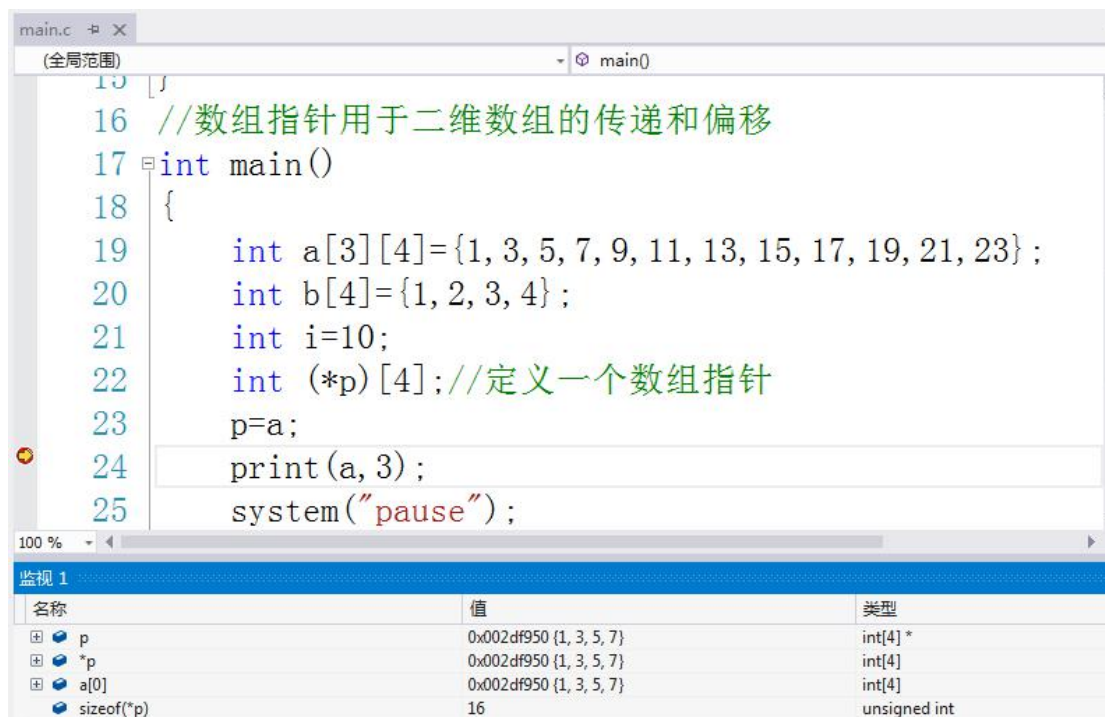 main.c
(全局范围) main()
15 }
16 //数组指针用于二维数组的传递和偏移
17 int main()
18 {
19 int a[3][4]={1,3,5,7,9,11,13,15,17,19,21,23};
20 int b[4]={1,2,3,4};
21 int i=10;
22 int (*p)[4];//定义一个数组指针
23 p=a;
24 print(a,3);
25 system("pause");
100 %
监视 1
名称 值 类型
p 0x002df950 {1, 3, 5, 7} int[4] *
*p 0x002df950 {1, 3, 5, 7} int[4]
a[0] 0x002df950 {1, 3, 5, 7} int[4]
sizeof(*p) 16 unsigned int